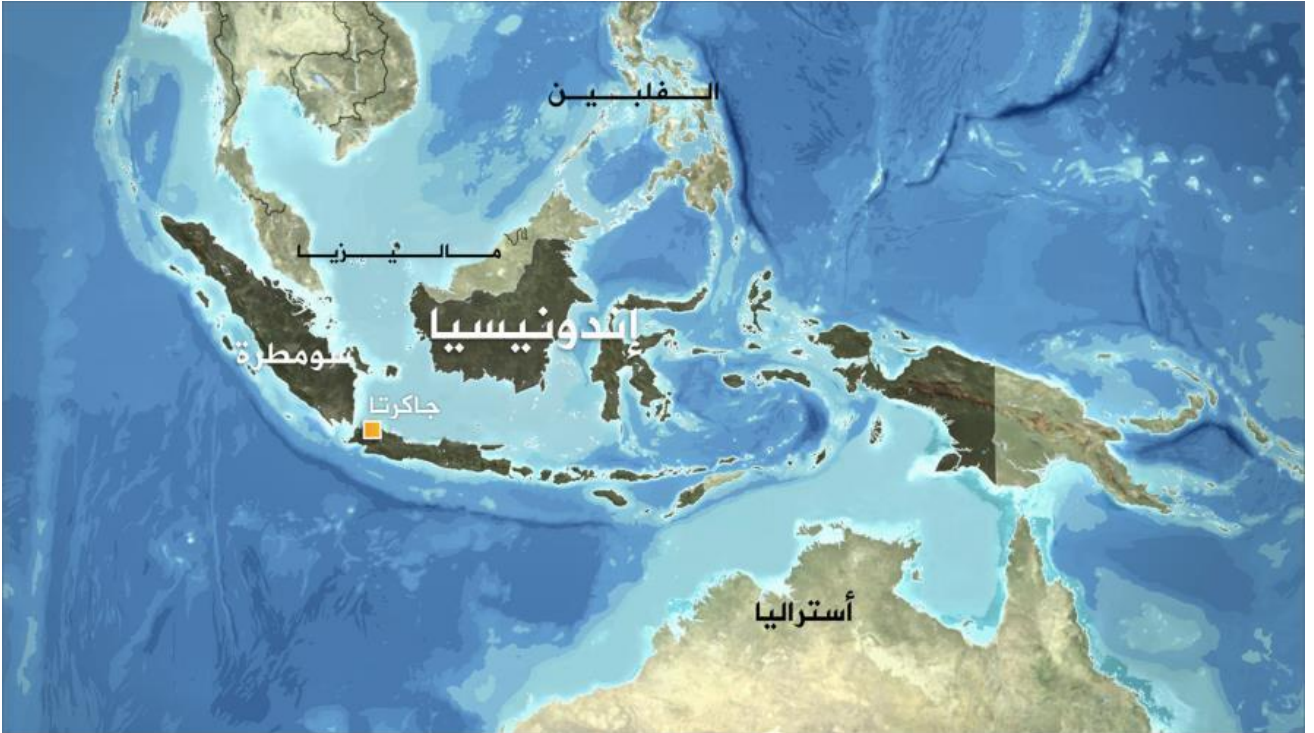 الفلبين
ماليزيا
إندونيسيا
سومطرة
جاكرتا
أستراليا